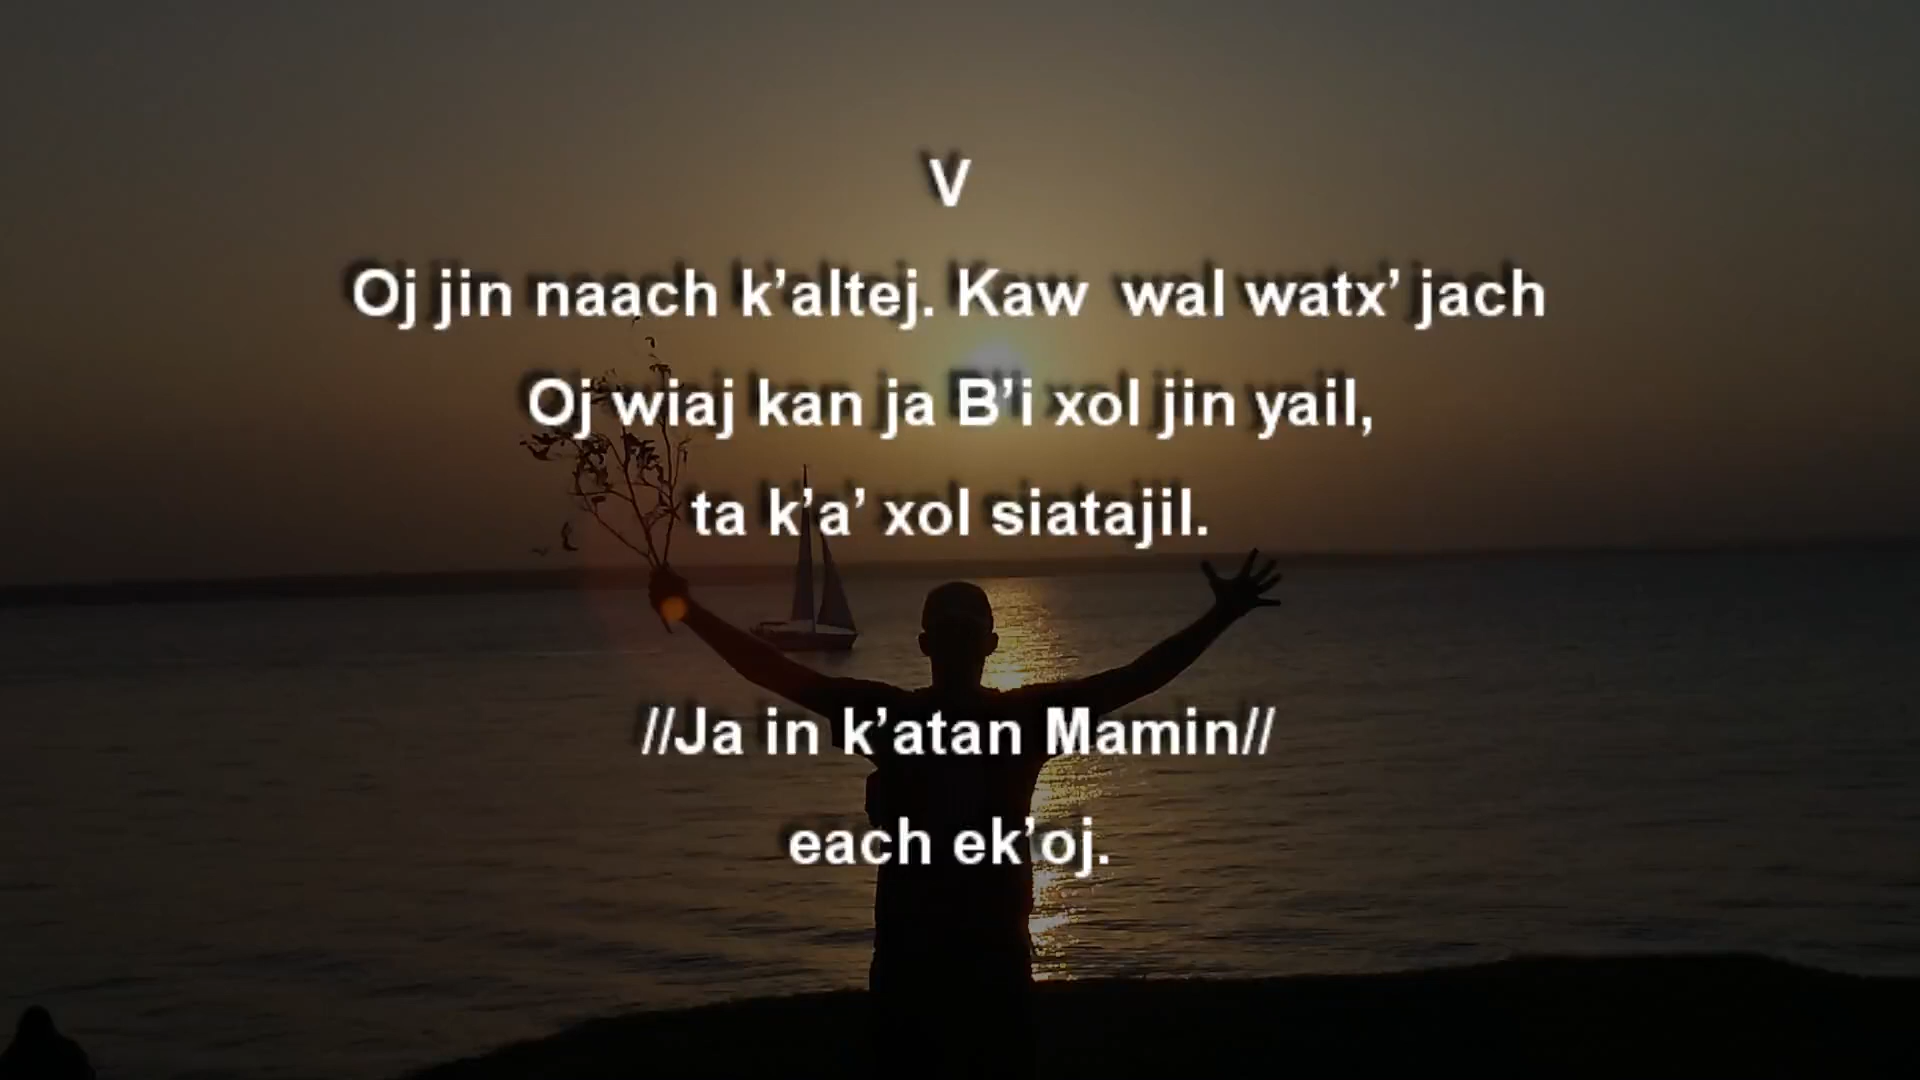 V
Oj jin naach k’altej. Kaw wal watx’ jach
Oj wiaj kan ja B’i xol jin yail,
ta k’a’ xol siatajil.
//Ja in k’atan Mamin//
each ek’oj.